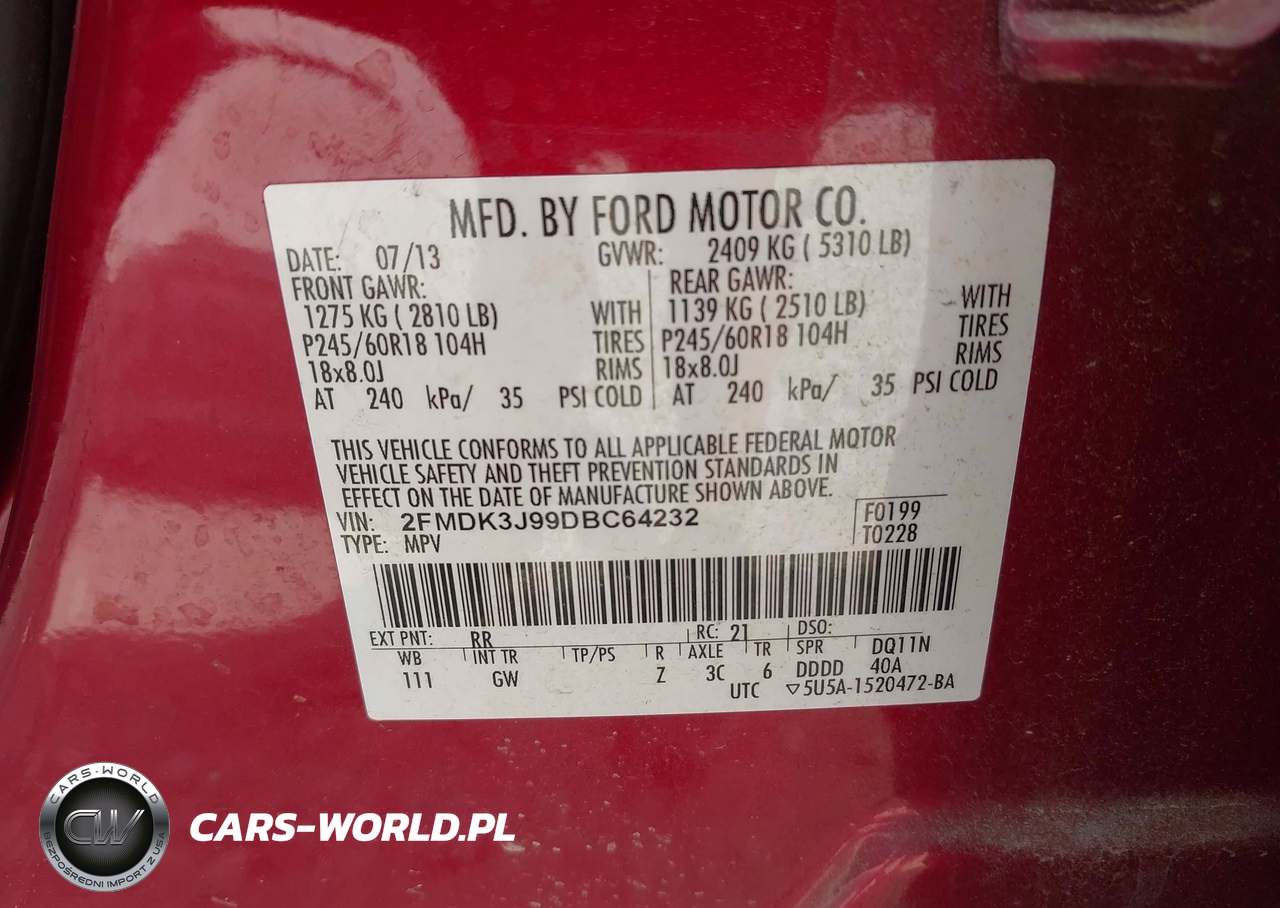 MFD. BY FORD MOTOR CO.
DATE: 07/13 GVWR: 2409 KG ( 5310 LB)
FRONT GAWR: REAR GAWR:
1275 KG ( 2810 LB) WITH 1139 KG ( 2510 LB) WITH
P245/60R18 104H TIRES P245/60R18 104H TIRES
18x8.0J RIMS 18x8.0J RIMS
AT 240 kPa/ 35 PSI COLD AT 240 kPa/ 35 PSI COLD
THIS VEHICLE CONFORMS TO ALL APPLICABLE FEDERAL MOTOR
VEHICLE SAFETY AND THEFT PREVENTION STANDARDS IN
EFFECT ON THE DATE OF MANUFACTURE SHOWN ABOVE.
VIN: 2FMDK3J99DBC64232 F0199
TYPE: MPV T0228
EXT PNT: RR RC: 21 DSO:
WB INT TR TP/PS R AXLE TR SPR DQ11N
111 GW Z 3C 6 DDDD 40A
UTC ▽5U5A-1520472-BA
CARS-WORLD
CW
BEZPOŚREDNI IMPORT Z USA
CARS-WORLD.PL